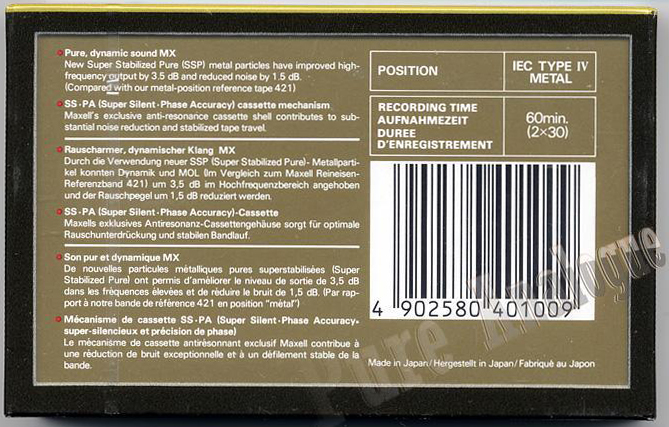 Pure, dynamic sound MX
New Super Stabilized Pure (SSP) metal particles have improved high-
frequency output by 3.5 dB and reduced noise by 1.5 dB.
(Compared with our metal-position reference tape 421)
SS·PA (Super Silent·Phase Accuracy) cassette mechanism
Maxell's exclusive anti-resonance cassette shell contributes to sub-
stantial noise reduction and stabilized tape travel.
Rauscharmer, dynamischer Klang MX
Durch die Verwendung neuer SSP (Super Stabilized Pure)- Metallparti-
kel konnten Dynamik und MOL (Im Vergleich zum Maxell Reineisen-
Referenzband 421) um 3,5 dB im Hochfrequenzbereich angehoben
und der Rauschpegel um 1,5 dB reduziert werden.
SS·PA (Super Silent·Phase Accuracy)-Cassette
Maxells exklusives Antiresonanz-Cassettengehäuse sorgt für optimale
Rauschunterdrückung und stabilen Bandlauf.
Son pur et dynamique MX
De nouvelles particules métalliques pures superstabilisées (Super
Stabilized Pure) ont permis d'améliorer le niveau de sortie de 3,5 dB
dans les fréquences élevées et de réduire le bruit de 1,5 dB. (Par rap-
port à notre bande de référence 421 en position "métal")
Mécanisme de cassette SS·PA (Super Silent·Phase Accuracy·
super-silencieux et précision de phase)
Le mécanisme de cassette antirésonnant exclusif Maxell contribue à
une réduction de bruit exceptionnelle et à un défilement stable de la
bande.
POSITION
IEC TYPE IV
METAL
RECORDING TIME
AUFNAHMEZEIT
DUREE
D'ENREGISTREMENT
60min.
(2×30)
4 902580 401009
Made in Japan/Hergestellt in Japan/Fabriqué au Japon
Pure Analogue